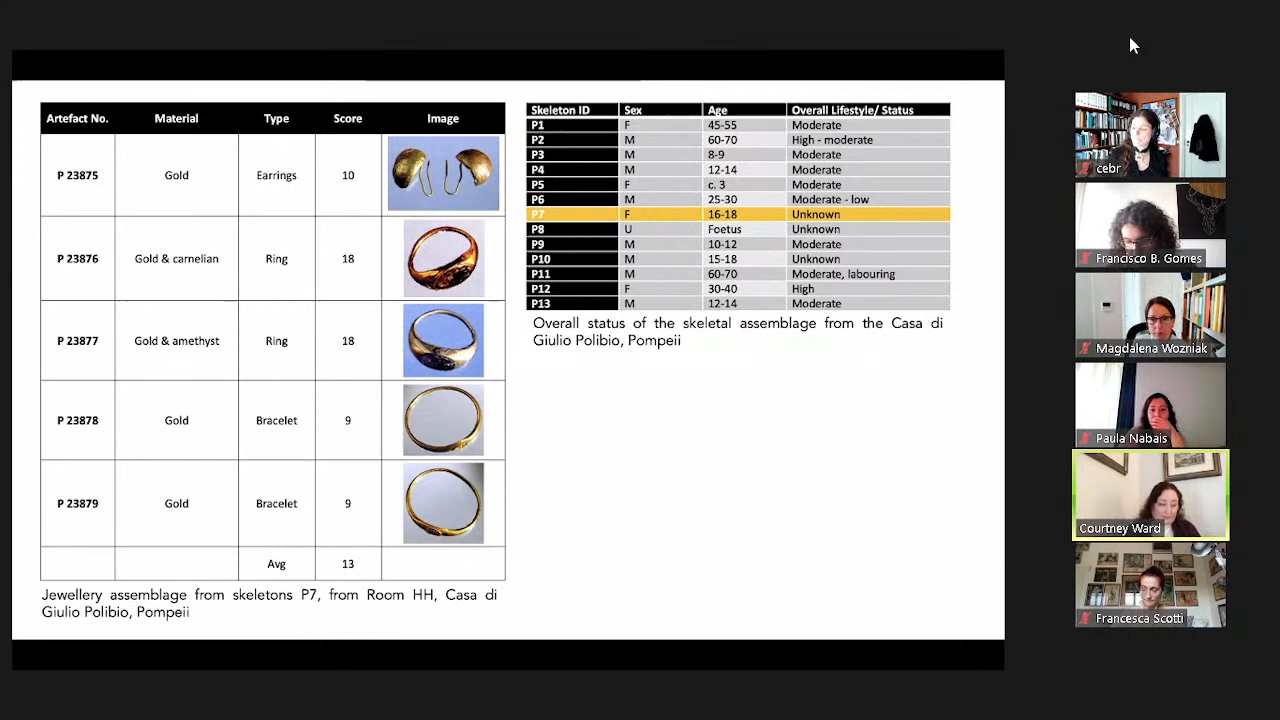 Artefact No. Material Type Score Image
P 23875 Gold Earrings 10
P 23876 Gold & carnelian Ring 18
P 23877 Gold & amethyst Ring 18
P 23878 Gold Bracelet 9
P 23879 Gold Bracelet 9
Avg 13
Jewellery assemblage from skeletons P7, from Room HH, Casa di
Giulio Polibio, Pompeii
Skeleton ID Sex Age Overall Lifestyle/ Status
P1 F 45-55 Moderate
P2 M 60-70 High - moderate
P3 M 8-9 Moderate
P4 M 12-14 Moderate
P5 F c. 3 Moderate
P6 M 25-30 Moderate - low
P7 F 16-18 Unknown
P8 U Foetus Unknown
P9 M 10-12 Moderate
P10 M 15-18 Unknown
P11 M 60-70 Moderate, labouring
P12 F 30-40 High
P13 M 12-14 Moderate
Overall status of the skeletal assemblage from the Casa di
Giulio Polibio, Pompeii
cebr
Francisco B. Gomes
Magdalena Wozniak
Paula Nabais
Courtney Ward
Francesca Scotti